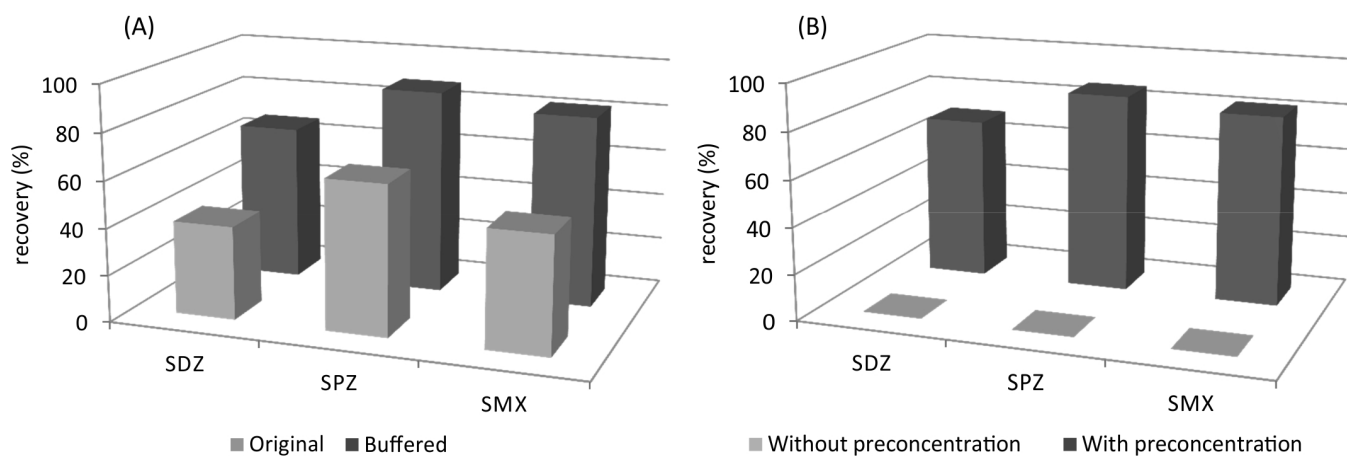 (A)
recovery (%)
100
80
60
40
20
0
SDZ
SPZ
SMX
Original
Buffered
(B)
recovery (%)
100
80
60
40
20
0
SDZ
SPZ
SMX
Without preconcentration
With preconcentration